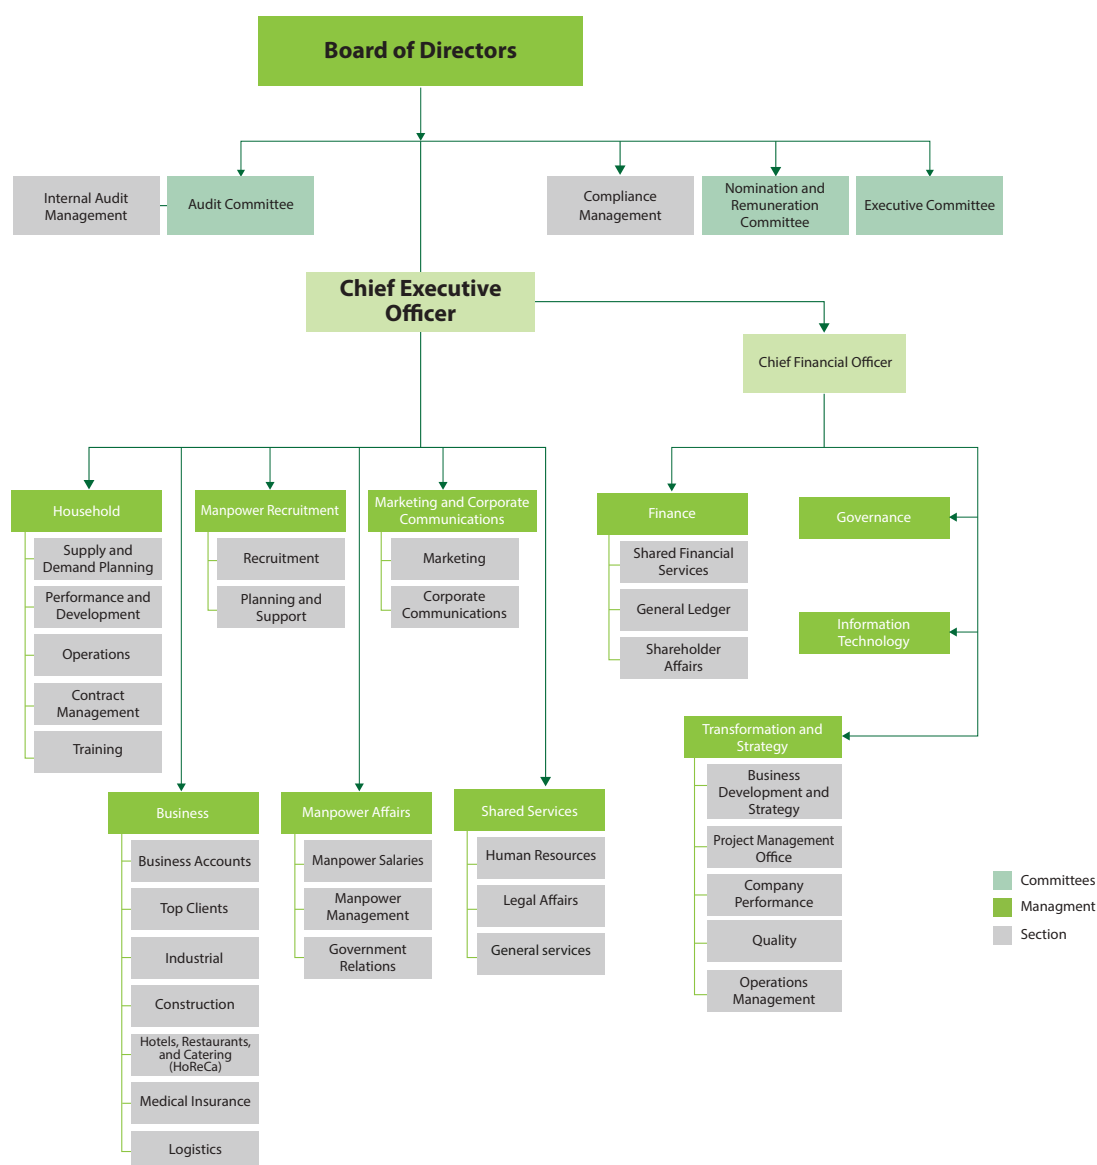 Board of Directors
Internal Audit
Management
Audit Committee
Compliance
Management
Nomination and
Remuneration
Committee
Executive Committee
Chief Executive
Officer
Chief Financial Officer
Household
Supply and
Demand Planning
Performance and
Development
Operations
Contract
Management
Training
Manpower Recruitment
Recruitment
Planning and
Support
Marketing and Corporate
Communications
Marketing
Corporate
Communications
Finance
Shared Financial
Services
General Ledger
Shareholder
Affairs
Governance
Information
Technology
Transformation and
Strategy
Business
Development and
Strategy
Project Management
Office
Company
Performance
Quality
Operations
Management
Business
Business Accounts
Top Clients
Industrial
Construction
Hotels, Restaurants,
and Catering
(HoReCa)
Medical Insurance
Logistics
Manpower Affairs
Manpower Salaries
Manpower
Management
Government
Relations
Shared Services
Human Resources
Legal Affairs
General services
Committees
Managment
Section